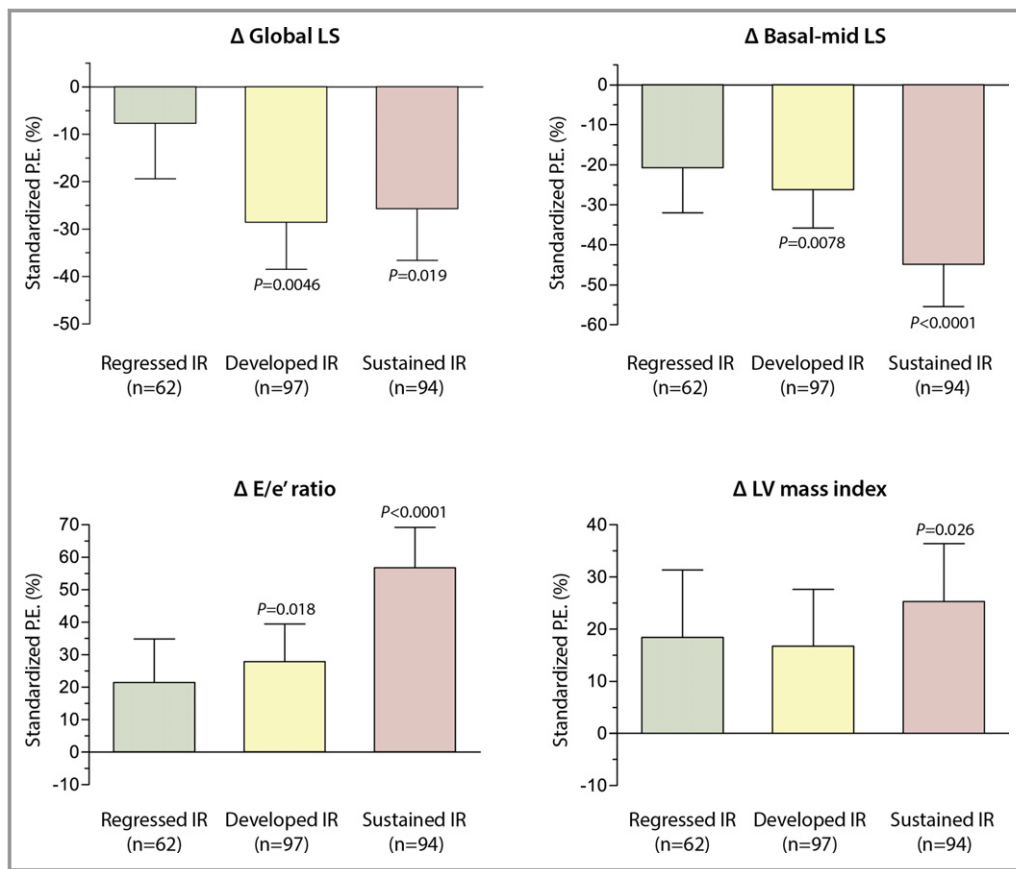 Δ Global LS
Standardized P.E. (%)
0
-10
-20
-30
-40
-50
P=0.0046
P=0.019
Regressed IR
(n=62)
Developed IR
(n=97)
Sustained IR
(n=94)
Δ Basal-mid LS
Standardized P.E. (%)
0
-10
-20
-30
-40
-50
-60
P=0.0078
P<0.0001
Regressed IR
(n=62)
Developed IR
(n=97)
Sustained IR
(n=94)
Δ E/e’ ratio
Standardized P.E. (%)
70
60
50
40
30
20
10
0
-10
P=0.018
P<0.0001
Regressed IR
(n=62)
Developed IR
(n=97)
Sustained IR
(n=94)
Δ LV mass index
Standardized P.E. (%)
40
30
20
10
0
-10
P=0.026
Regressed IR
(n=62)
Developed IR
(n=97)
Sustained IR
(n=94)